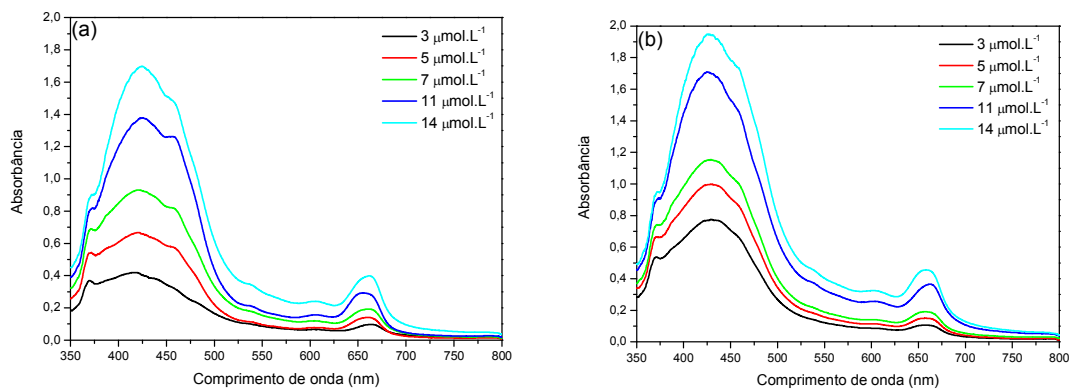 (a)
3 μmol.L⁻¹
5 μmol.L⁻¹
7 μmol.L⁻¹
11 μmol.L⁻¹
14 μmol.L⁻¹
Absorbância
2,0
1,8
1,6
1,4
1,2
1,0
0,8
0,6
0,4
0,2
0,0
350 400 450 500 550 600 650 700 750 800
Comprimento de onda (nm)
(b)
3 μmol.L⁻¹
5 μmol.L⁻¹
7 μmol.L⁻¹
11 μmol.L⁻¹
14 μmol.L⁻¹
Absorbância
2,0
1,8
1,6
1,4
1,2
1,0
0,8
0,6
0,4
0,2
0,0
350 400 450 500 550 600 650 700 750 800
Comprimento de onda (nm)